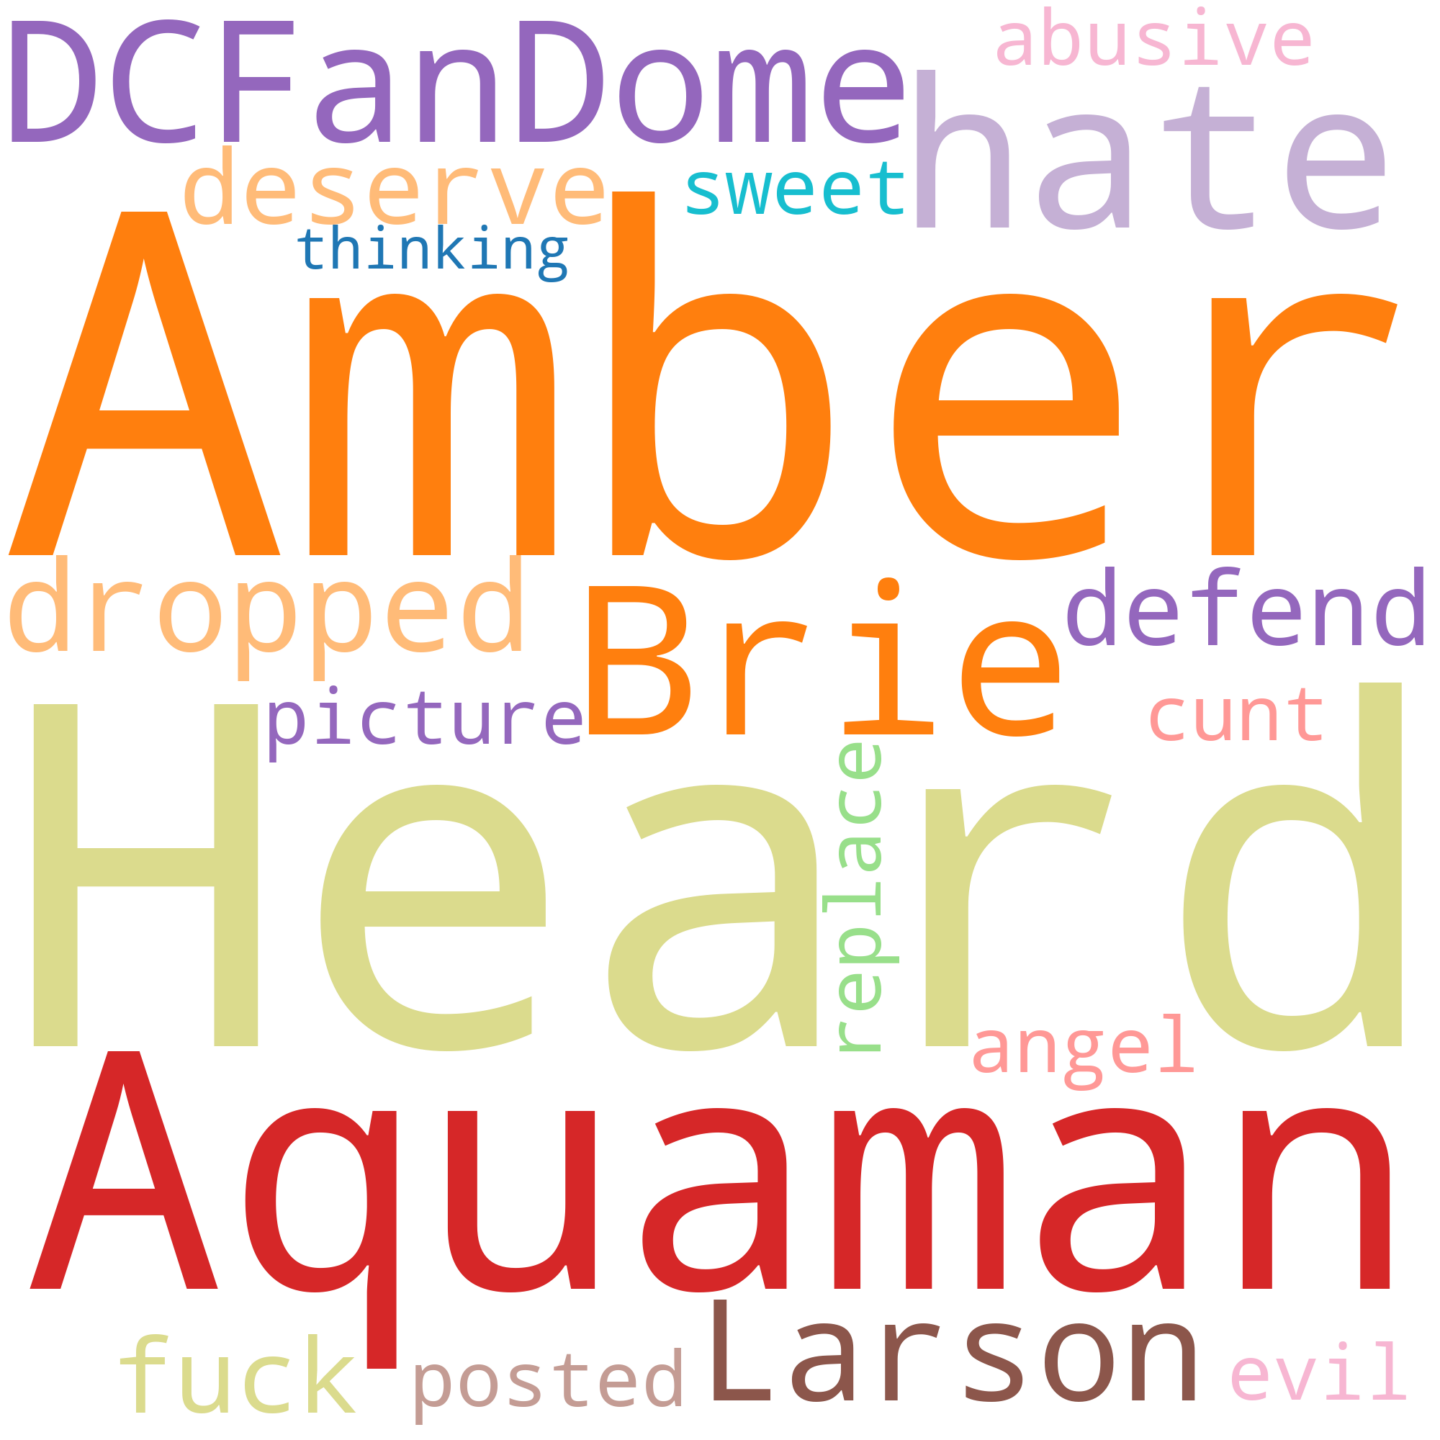 DCFanDome
abusive
hate
deserve
sweet
thinking
Amber
dropped
Brie
defend
picture
cunt
Heard
replace
angel
Aquaman
Larson
fuck
posted
evil